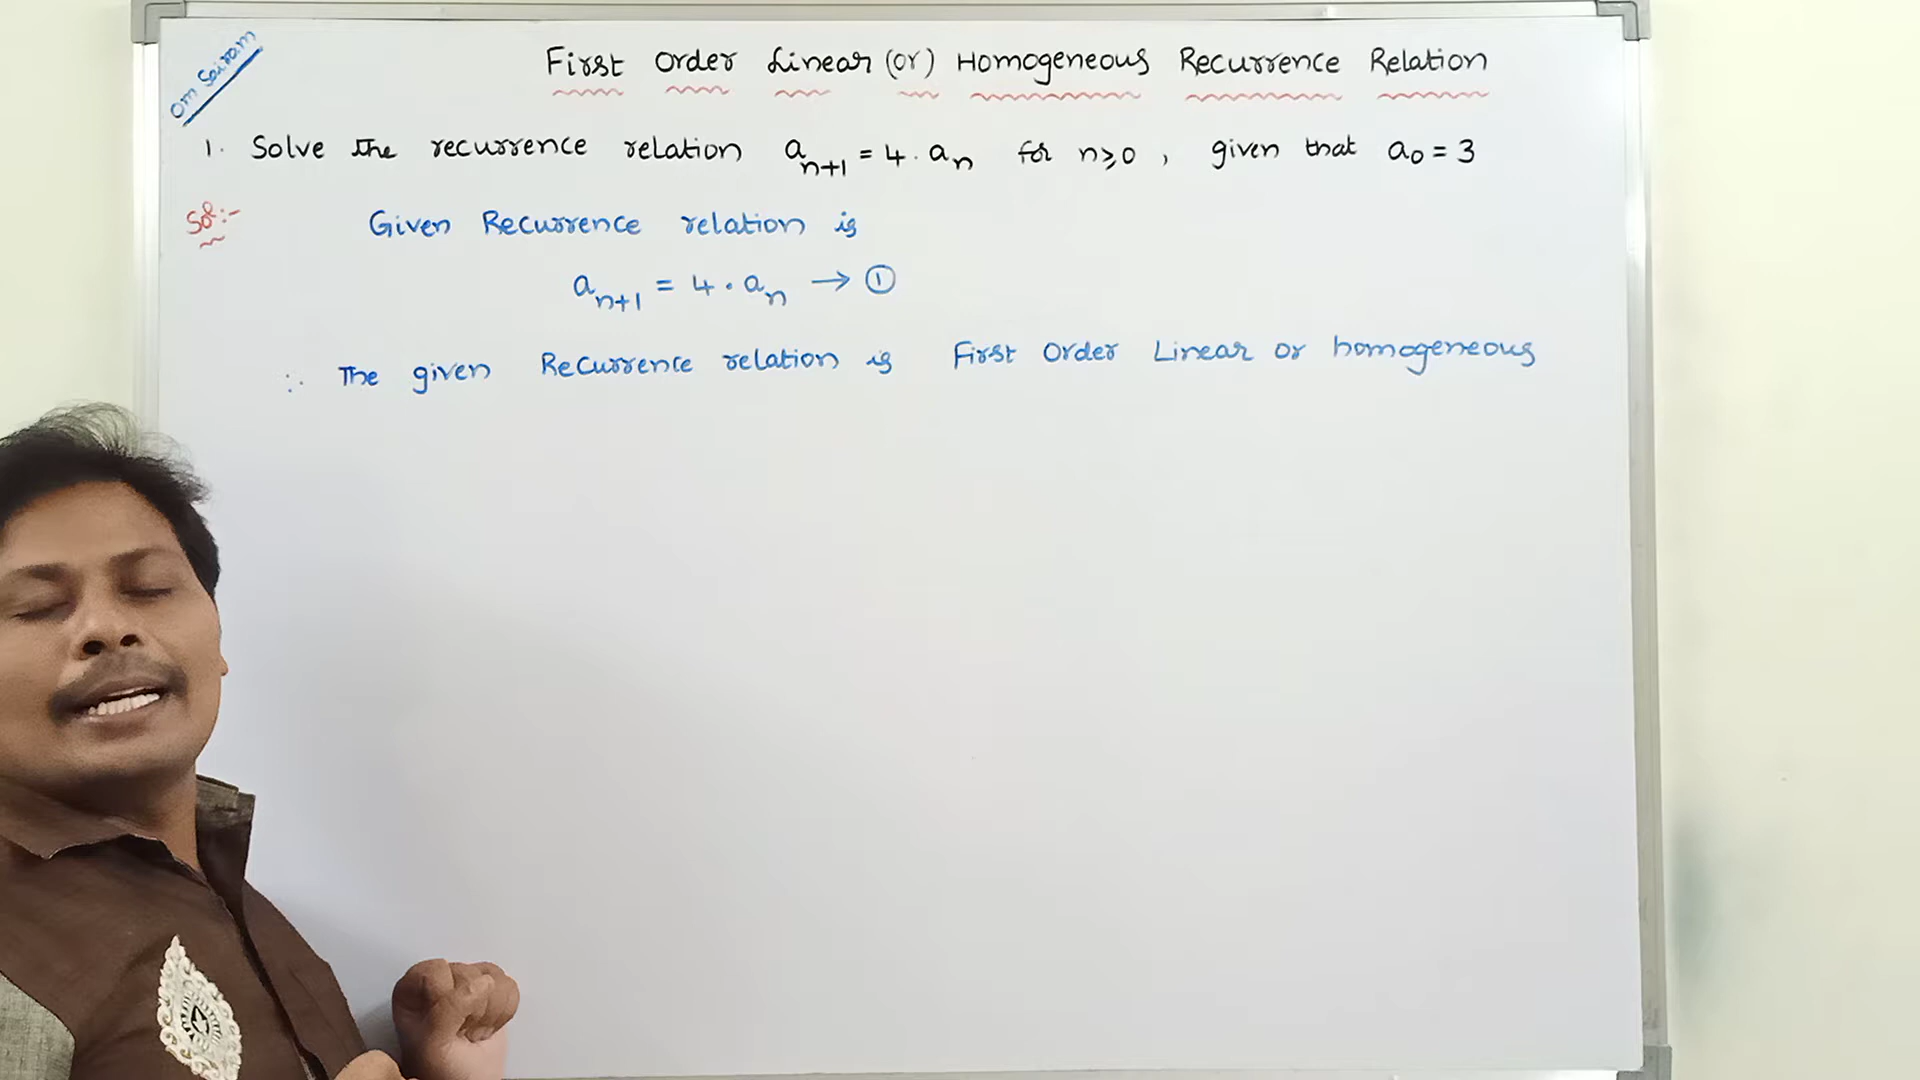 Om Sairam
First Order Linear (or) Homogeneous Recurrence Relation
1. Solve the recurrence relation a_{n+1} = 4 . a_n for n ≥ 0 , given that a_0 = 3
Sol:-
Given Recurrence relation is
a_{n+1} = 4 . a_n → ①
∴ The given Recurrence relation is First Order Linear or homogeneous